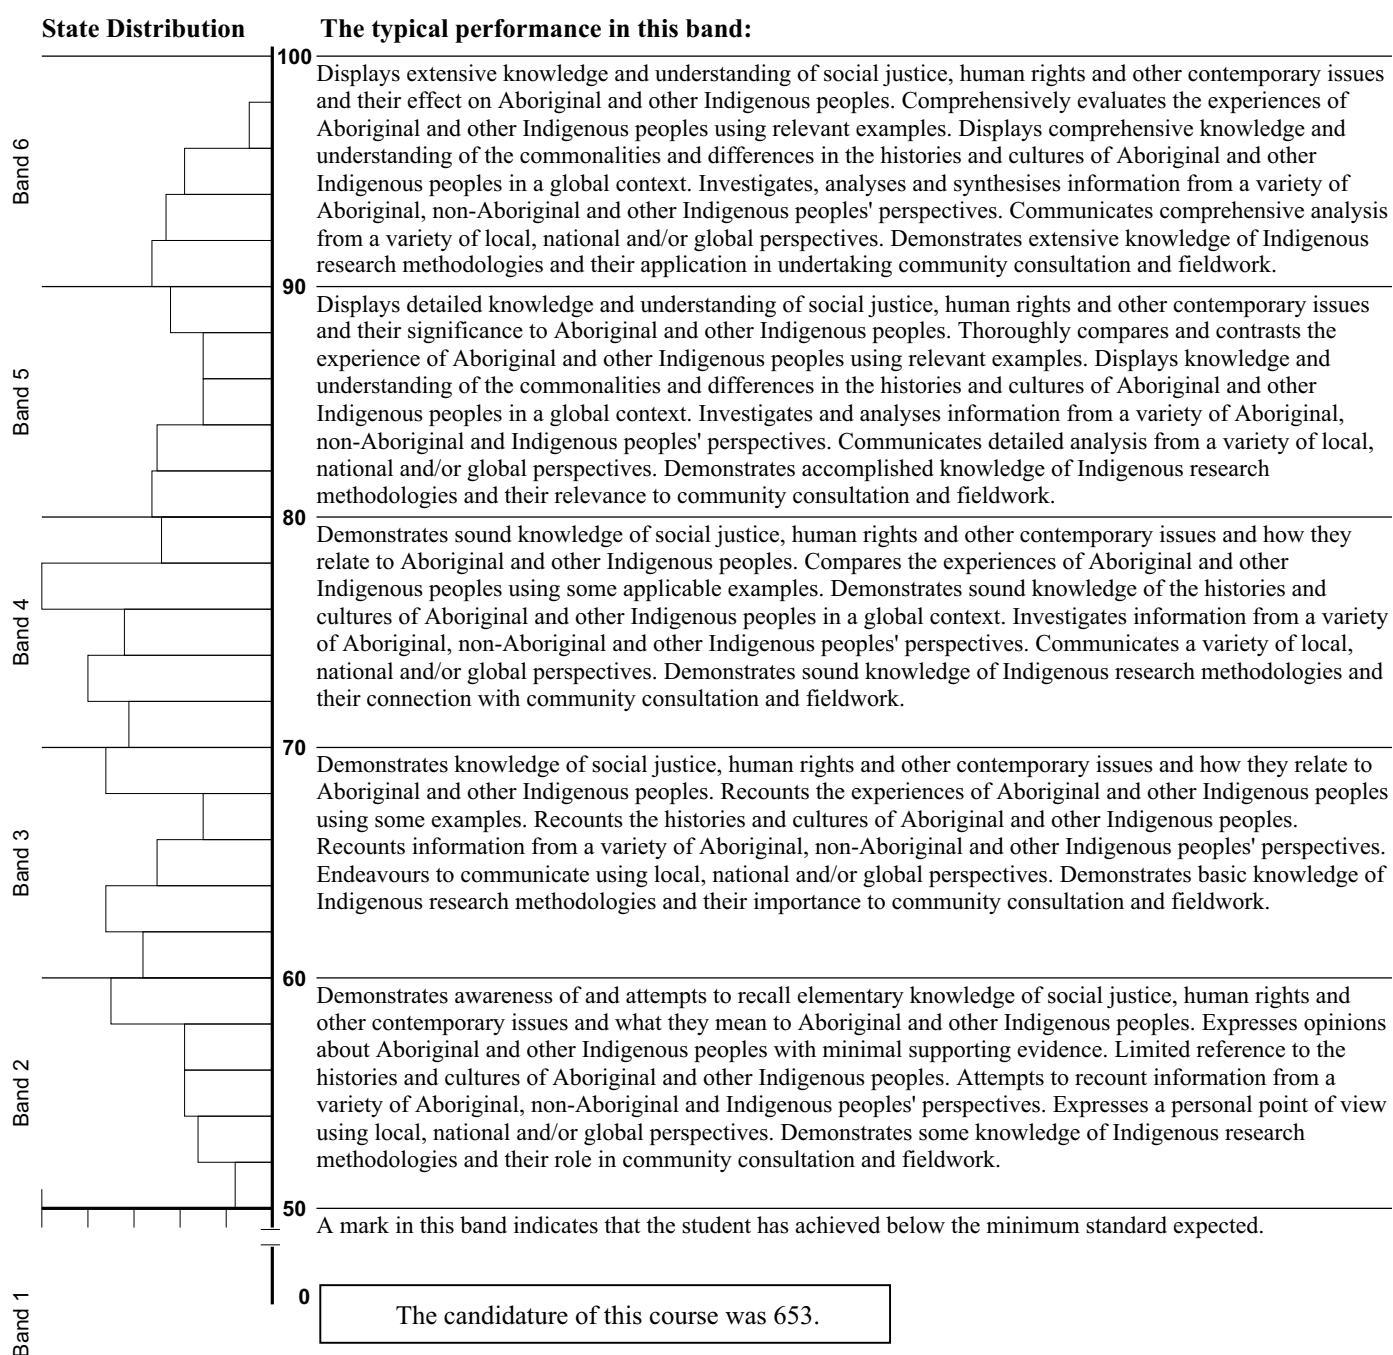 State Distribution
The typical performance in this band:
100
Band 6
Displays extensive knowledge and understanding of social justice, human rights and other contemporary issues
and their effect on Aboriginal and other Indigenous peoples. Comprehensively evaluates the experiences of
Aboriginal and other Indigenous peoples using relevant examples. Displays comprehensive knowledge and
understanding of the commonalities and differences in the histories and cultures of Aboriginal and other
Indigenous peoples in a global context. Investigates, analyses and synthesises information from a variety of
Aboriginal, non-Aboriginal and other Indigenous peoples' perspectives. Communicates comprehensive analysis
from a variety of local, national and/or global perspectives. Demonstrates extensive knowledge of Indigenous
research methodologies and their application in undertaking community consultation and fieldwork.
90
Band 5
Displays detailed knowledge and understanding of social justice, human rights and other contemporary issues
and their significance to Aboriginal and other Indigenous peoples. Thoroughly compares and contrasts the
experience of Aboriginal and other Indigenous peoples using relevant examples. Displays knowledge and
understanding of the commonalities and differences in the histories and cultures of Aboriginal and other
Indigenous peoples in a global context. Investigates and analyses information from a variety of Aboriginal,
non-Aboriginal and Indigenous peoples' perspectives. Communicates detailed analysis from a variety of local,
national and/or global perspectives. Demonstrates accomplished knowledge of Indigenous research
methodologies and their relevance to community consultation and fieldwork.
80
Band 4
Demonstrates sound knowledge of social justice, human rights and other contemporary issues and how they
relate to Aboriginal and other Indigenous peoples. Compares the experiences of Aboriginal and other
Indigenous peoples using some applicable examples. Demonstrates sound knowledge of the histories and
cultures of Aboriginal and other Indigenous peoples in a global context. Investigates information from a variety
of Aboriginal, non-Aboriginal and other Indigenous peoples' perspectives. Communicates a variety of local,
national and/or global perspectives. Demonstrates sound knowledge of Indigenous research methodologies and
their connection with community consultation and fieldwork.
70
Band 3
Demonstrates knowledge of social justice, human rights and other contemporary issues and how they relate to
Aboriginal and other Indigenous peoples. Recounts the experiences of Aboriginal and other Indigenous peoples
using some examples. Recounts the histories and cultures of Aboriginal and other Indigenous peoples.
Recounts information from a variety of Aboriginal, non-Aboriginal and other Indigenous peoples' perspectives.
Endeavours to communicate using local, national and/or global perspectives. Demonstrates basic knowledge of
Indigenous research methodologies and their importance to community consultation and fieldwork.
60
Band 2
Demonstrates awareness of and attempts to recall elementary knowledge of social justice, human rights and
other contemporary issues and what they mean to Aboriginal and other Indigenous peoples. Expresses opinions
about Aboriginal and other Indigenous peoples with minimal supporting evidence. Limited reference to the
histories and cultures of Aboriginal and other Indigenous peoples. Attempts to recount information from a
variety of Aboriginal, non-Aboriginal and Indigenous peoples' perspectives. Expresses a personal point of view
using local, national and/or global perspectives. Demonstrates some knowledge of Indigenous research
methodologies and their role in community consultation and fieldwork.
50
A mark in this band indicates that the student has achieved below the minimum standard expected.
Band 1
0
The candidature of this course was 653.